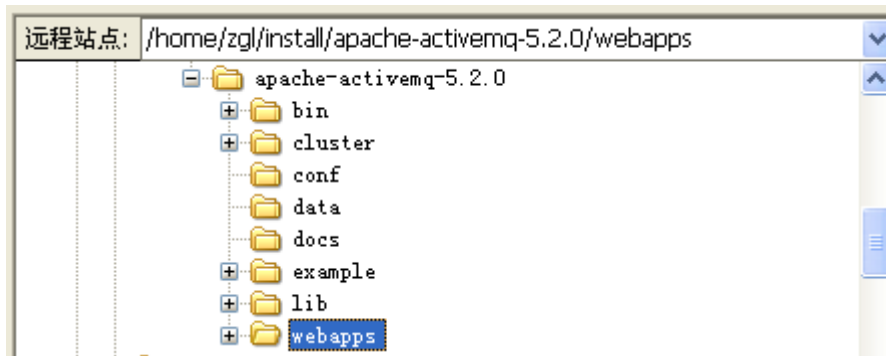 远程站点: /home/zgl/install/apache-activemq-5.2.0/webapps
apache-activemq-5.2.0
bin
cluster
conf
data
docs
example
lib
webapps